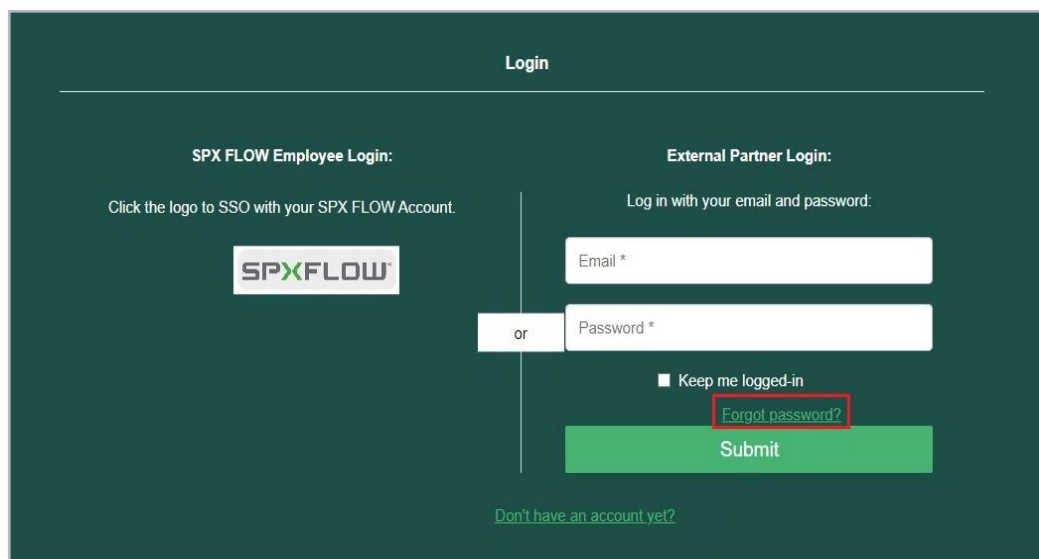 Login
SPX FLOW Employee Login:
Click the logo to SSO with your SPX FLOW Account.
SPXFLOW
or
External Partner Login:
Log in with your email and password:
Email *
Password *
Keep me logged-in
Forgot password?
Submit
Don't have an account yet?